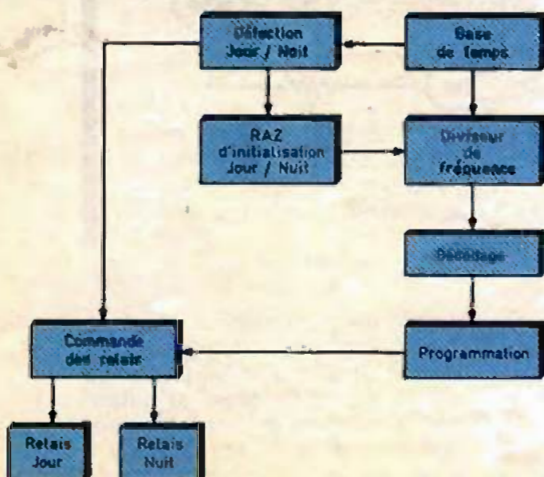 Détection
Jour / Nuit
Base
de temps
RAZ
d'initialisation
Jour / Nuit
Diviseur
de
fréquence
Décodage
Commande
des relais
Programmation
Relais
Jour
Relais
Nuit